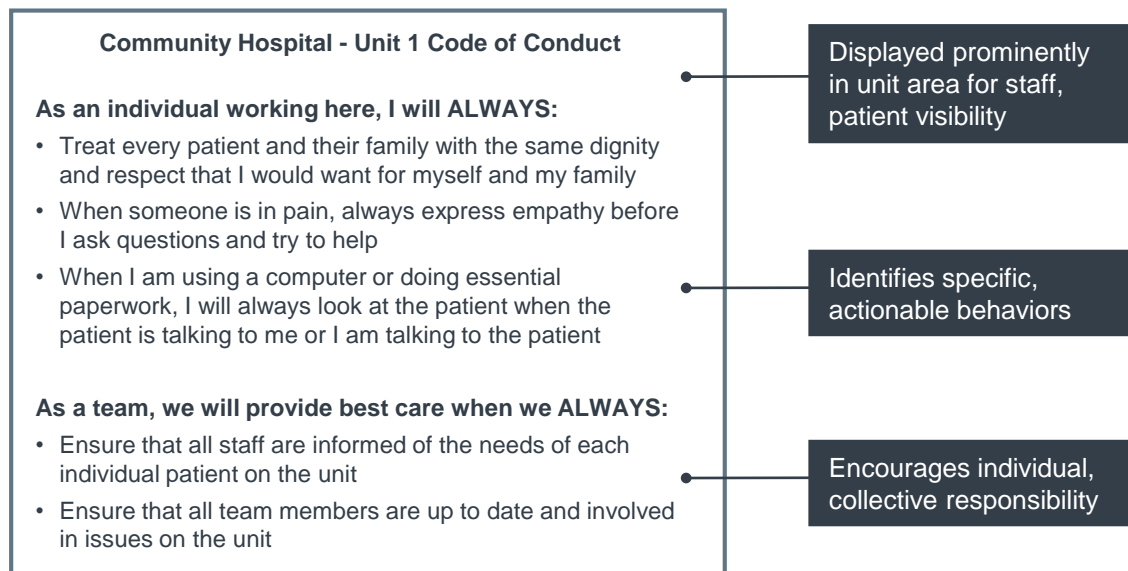 Community Hospital - Unit 1 Code of Conduct
As an individual working here, I will ALWAYS:
• Treat every patient and their family with the same dignity
and respect that I would want for myself and my family
• When someone is in pain, always express empathy before
I ask questions and try to help
• When I am using a computer or doing essential
paperwork, I will always look at the patient when the
patient is talking to me or I am talking to the patient
As a team, we will provide best care when we ALWAYS:
• Ensure that all staff are informed of the needs of each
individual patient on the unit
• Ensure that all team members are up to date and involved
in issues on the unit
Displayed prominently
in unit area for staff,
patient visibility
Identifies specific,
actionable behaviors
Encourages individual,
collective responsibility